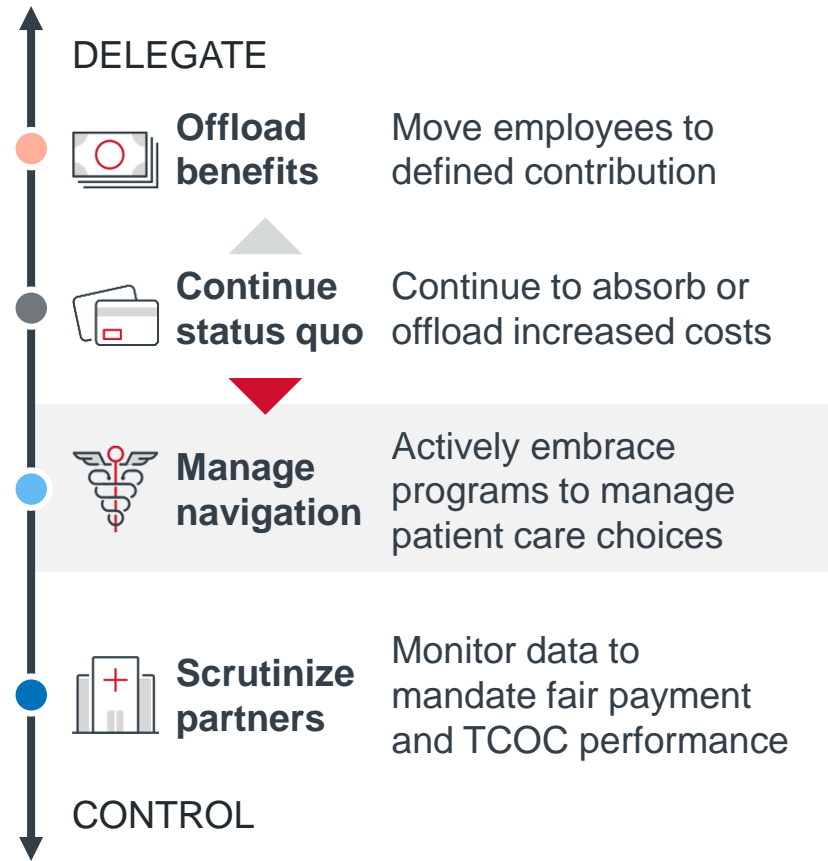 DELEGATE
Offload
benefits
Move employees to
defined contribution
Continue
status quo
Continue to absorb or
offload increased costs
Manage
navigation
Actively embrace
programs to manage
patient care choices
Scrutinize
partners
Monitor data to
mandate fair payment
and TCOC performance
CONTROL